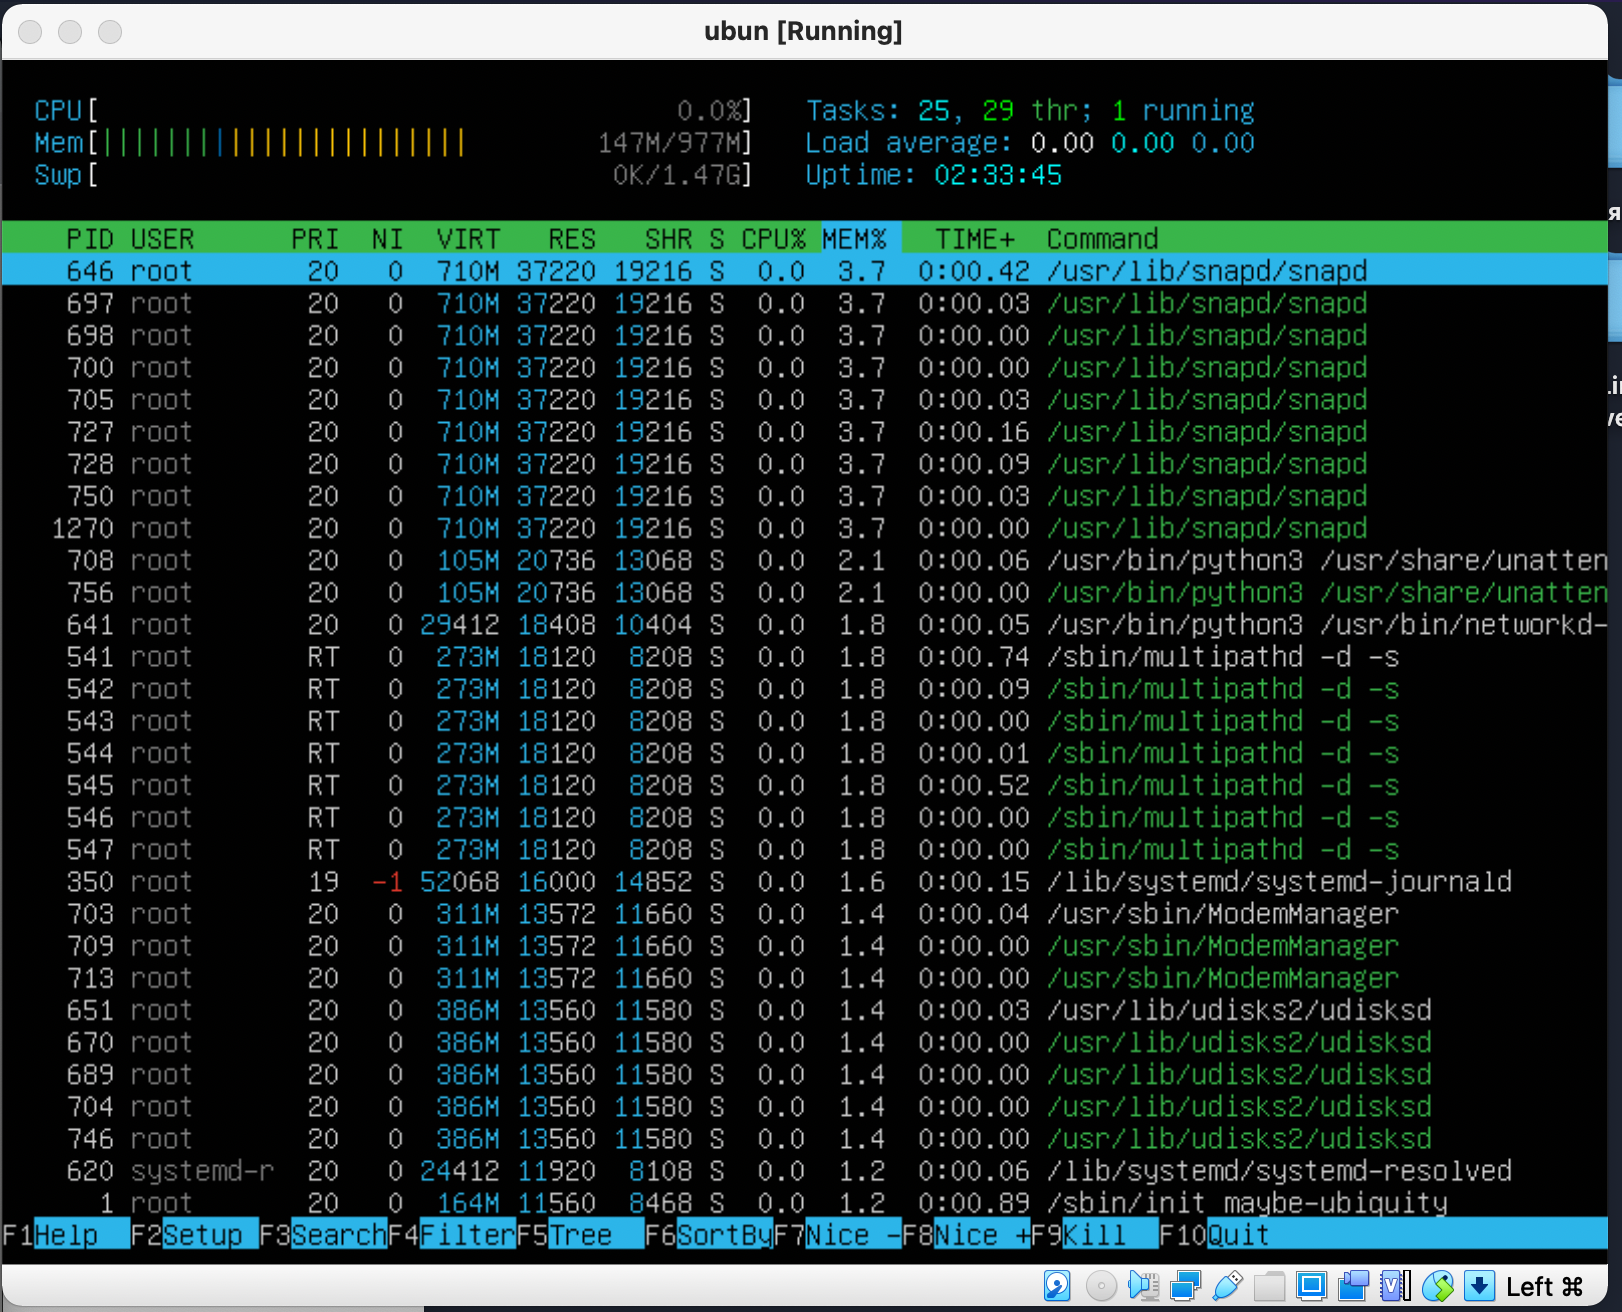 ubun [Running]
CPU[ 0.0%] Tasks: 25, 29 thr; 1 running
Mem[||||||||||||||||||||||| 147M/977M] Load average: 0.00 0.00 0.00
Swp[ 0K/1.47G] Uptime: 02:33:45
PID USER PRI NI VIRT RES SHR S CPU% MEM% TIME+ Command
646 root 20 0 710M 37220 19216 S 0.0 3.7 0:00.42 /usr/lib/snapd/snapd
697 root 20 0 710M 37220 19216 S 0.0 3.7 0:00.03 /usr/lib/snapd/snapd
698 root 20 0 710M 37220 19216 S 0.0 3.7 0:00.00 /usr/lib/snapd/snapd
700 root 20 0 710M 37220 19216 S 0.0 3.7 0:00.00 /usr/lib/snapd/snapd
705 root 20 0 710M 37220 19216 S 0.0 3.7 0:00.03 /usr/lib/snapd/snapd
727 root 20 0 710M 37220 19216 S 0.0 3.7 0:00.16 /usr/lib/snapd/snapd
728 root 20 0 710M 37220 19216 S 0.0 3.7 0:00.09 /usr/lib/snapd/snapd
750 root 20 0 710M 37220 19216 S 0.0 3.7 0:00.03 /usr/lib/snapd/snapd
1270 root 20 0 710M 37220 19216 S 0.0 3.7 0:00.00 /usr/lib/snapd/snapd
708 root 20 0 105M 20736 13068 S 0.0 2.1 0:00.06 /usr/bin/python3 /usr/share/unatten
756 root 20 0 105M 20736 13068 S 0.0 2.1 0:00.00 /usr/bin/python3 /usr/share/unatten
641 root 20 0 29412 18408 10404 S 0.0 1.8 0:00.05 /usr/bin/python3 /usr/bin/networkd-
541 root RT 0 273M 18120 8208 S 0.0 1.8 0:00.74 /sbin/multipathd -d -s
542 root RT 0 273M 18120 8208 S 0.0 1.8 0:00.09 /sbin/multipathd -d -s
543 root RT 0 273M 18120 8208 S 0.0 1.8 0:00.00 /sbin/multipathd -d -s
544 root RT 0 273M 18120 8208 S 0.0 1.8 0:00.01 /sbin/multipathd -d -s
545 root RT 0 273M 18120 8208 S 0.0 1.8 0:00.52 /sbin/multipathd -d -s
546 root RT 0 273M 18120 8208 S 0.0 1.8 0:00.00 /sbin/multipathd -d -s
547 root RT 0 273M 18120 8208 S 0.0 1.8 0:00.00 /sbin/multipathd -d -s
350 root 19 -1 52068 16000 14852 S 0.0 1.6 0:00.15 /lib/systemd/systemd-journald
703 root 20 0 311M 13572 11660 S 0.0 1.4 0:00.04 /usr/sbin/ModemManager
709 root 20 0 311M 13572 11660 S 0.0 1.4 0:00.00 /usr/sbin/ModemManager
713 root 20 0 311M 13572 11660 S 0.0 1.4 0:00.00 /usr/sbin/ModemManager
651 root 20 0 386M 13560 11580 S 0.0 1.4 0:00.03 /usr/lib/udisks2/udisksd
670 root 20 0 386M 13560 11580 S 0.0 1.4 0:00.00 /usr/lib/udisks2/udisksd
689 root 20 0 386M 13560 11580 S 0.0 1.4 0:00.00 /usr/lib/udisks2/udisksd
704 root 20 0 386M 13560 11580 S 0.0 1.4 0:00.00 /usr/lib/udisks2/udisksd
746 root 20 0 386M 13560 11580 S 0.0 1.4 0:00.00 /usr/lib/udisks2/udisksd
620 systemd-r 20 0 24412 11920 8108 S 0.0 1.2 0:00.06 /lib/systemd/systemd-resolved
1 root 20 0 164M 11560 8468 S 0.0 1.2 0:00.89 /sbin/init maybe-ubiquity
F1Help F2Setup F3SearchF4FilterF5Tree F6SortByF7Nice -F8Nice +F9Kill F10Quit
Left ⌘